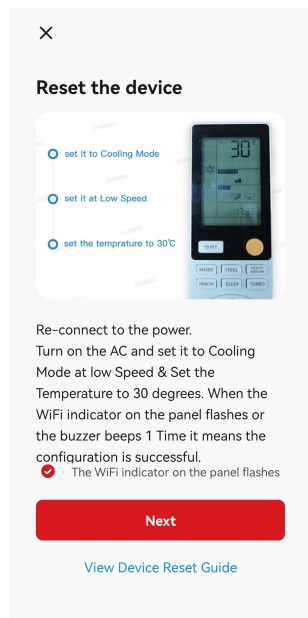 Reset the device
set it to Cooling Mode
set it at Low Speed
set the temprature to 30℃
30°
QUIET
MODE
I FEEL
HEALTH AIRFLOW
HEALTH
SLEEP
TURBO
Re-connect to the power.
Turn on the AC and set it to Cooling
Mode at low Speed & Set the
Temperature to 30 degrees. When the
WiFi indicator on the panel flashes or
the buzzer beeps 1 Time it means the
configuration is successful.
The WiFi indicator on the panel flashes
Next
View Device Reset Guide